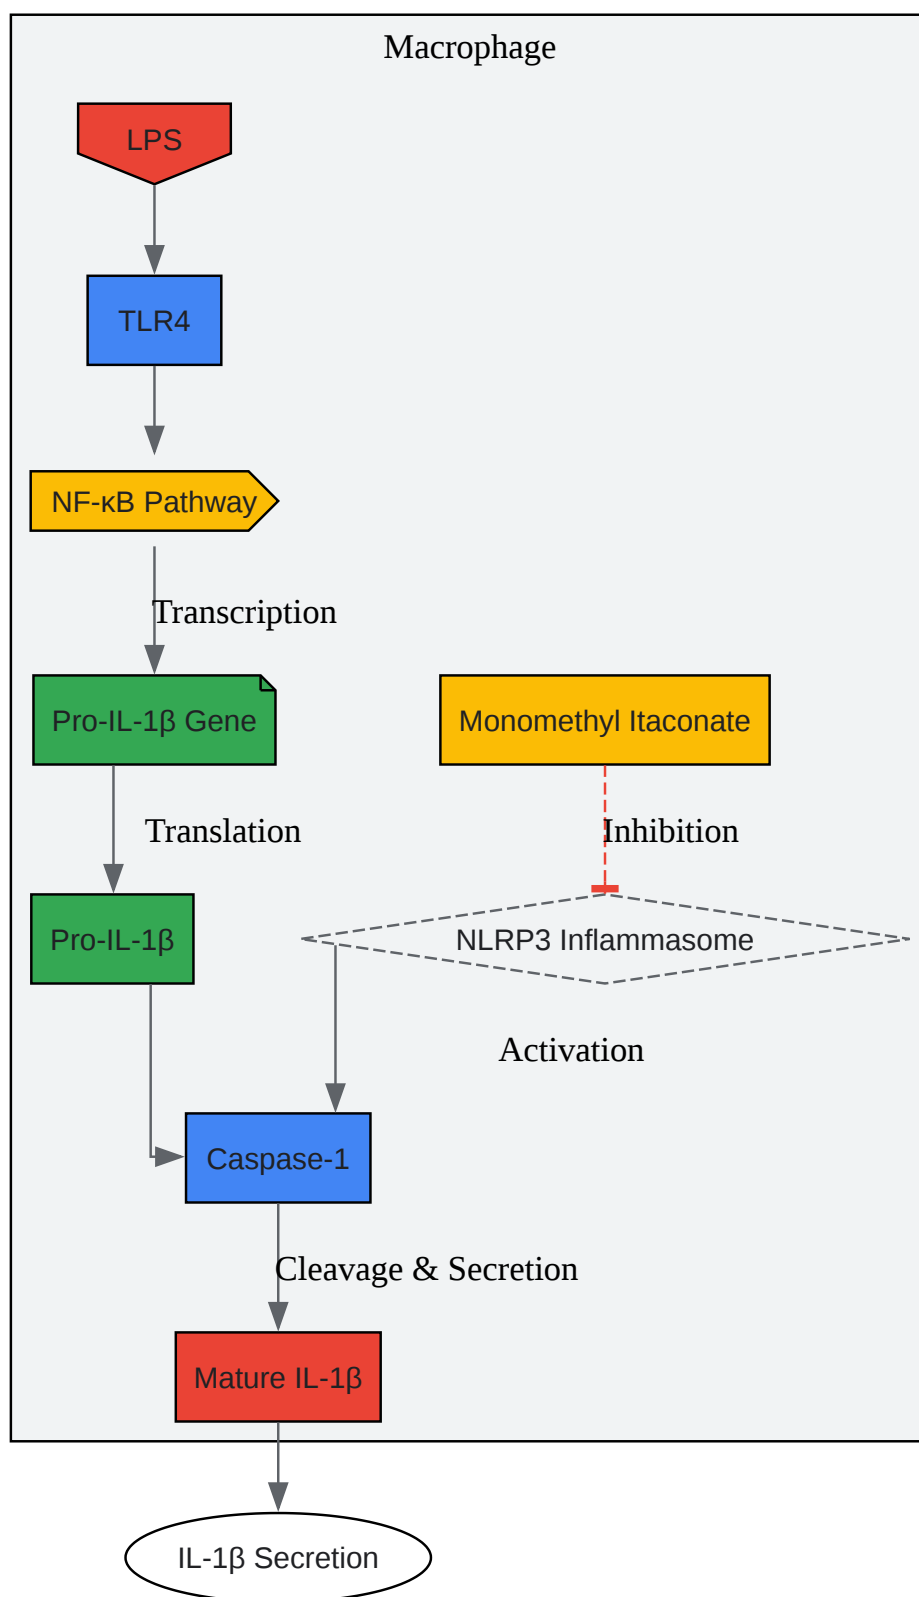 Macrophage
LPS
TLR4
NF-κB Pathway
Transcription
Pro-IL-1β Gene
Monomethyl Itaconate
Translation
Inhibition
Pro-IL-1β
NLRP3 Inflammasome
Activation
Caspase-1
Cleavage & Secretion
Mature IL-1β
IL-1β Secretion